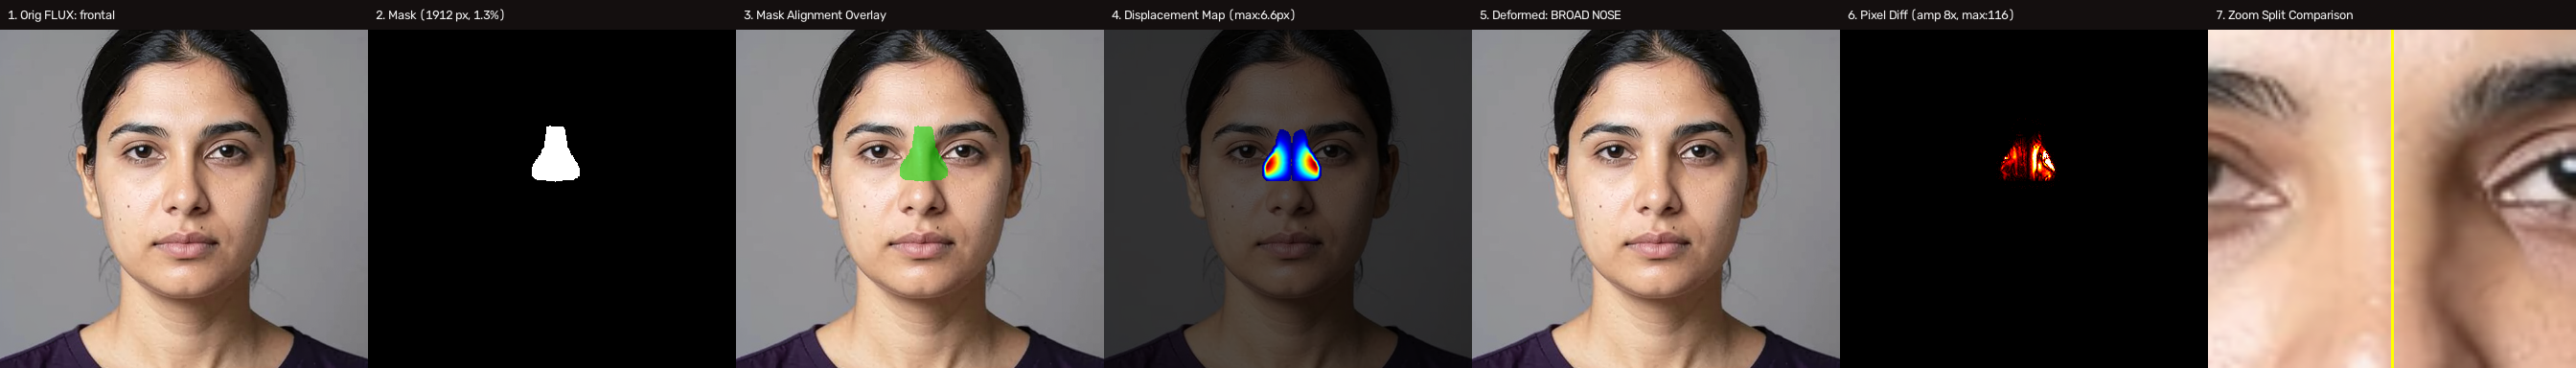 1. Orig FLUX: frontal
2. Mask (1912 px, 1.3%)
3. Mask Alignment Overlay
4. Displacement Map (max:6.6px)
5. Deformed: BROAD NOSE
6. Pixel Diff (amp 8x, max:116)
7. Zoom Split Comparison